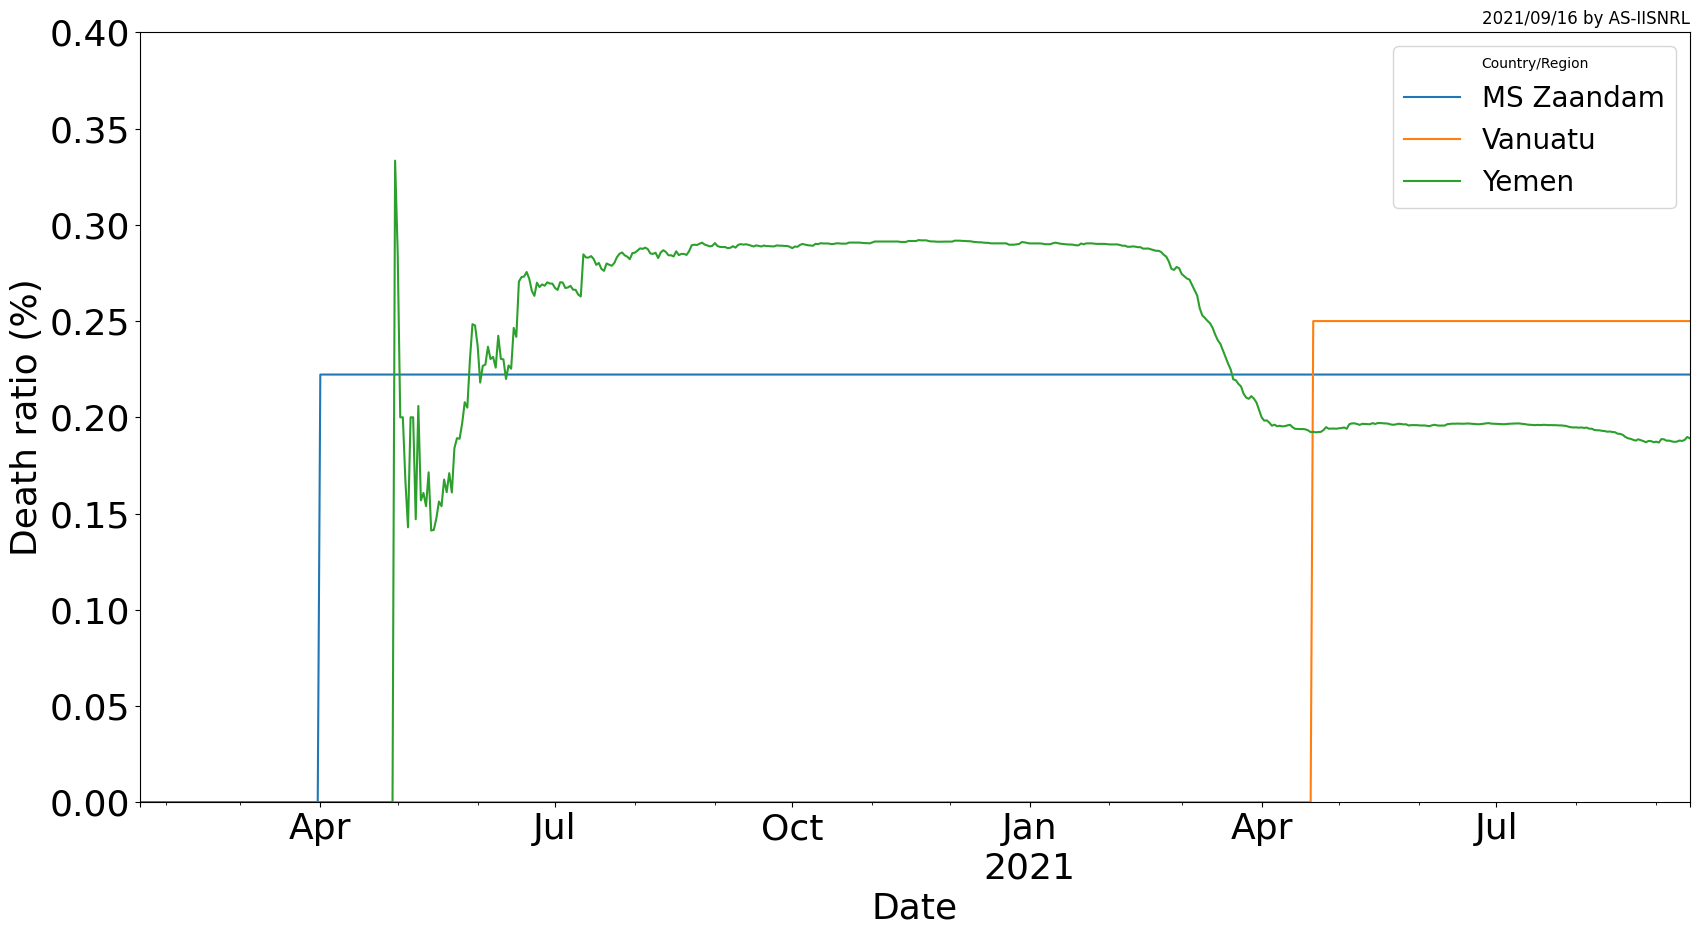 2021/09/16 by AS-IISNRL
Country/Region
MS Zaandam
Vanuatu
Yemen
Death ratio (%)
0.40
0.35
0.30
0.25
0.20
0.15
0.10
0.05
0.00
Apr Jul Oct Jan Apr Jul
2021
Date